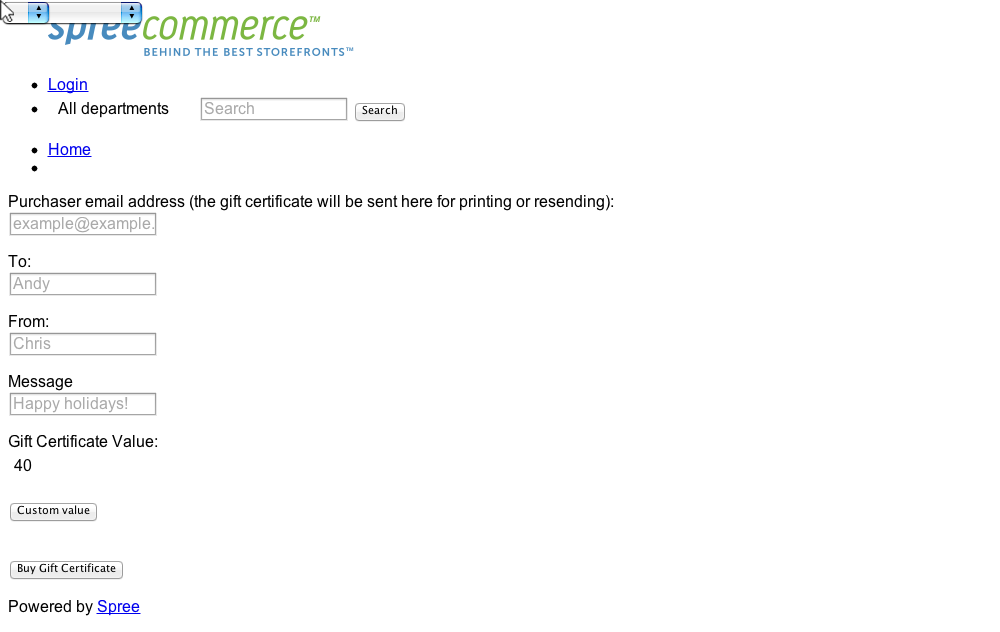 spreecommerce™
BEHIND THE BEST STOREFRONTS™
Login
All departments Search Search
Home
Purchaser email address (the gift certificate will be sent here for printing or resending):
example@example.
To:
Andy
From:
Chris
Message
Happy holidays!
Gift Certificate Value:
40
Custom value
Buy Gift Certificate
Powered by Spree